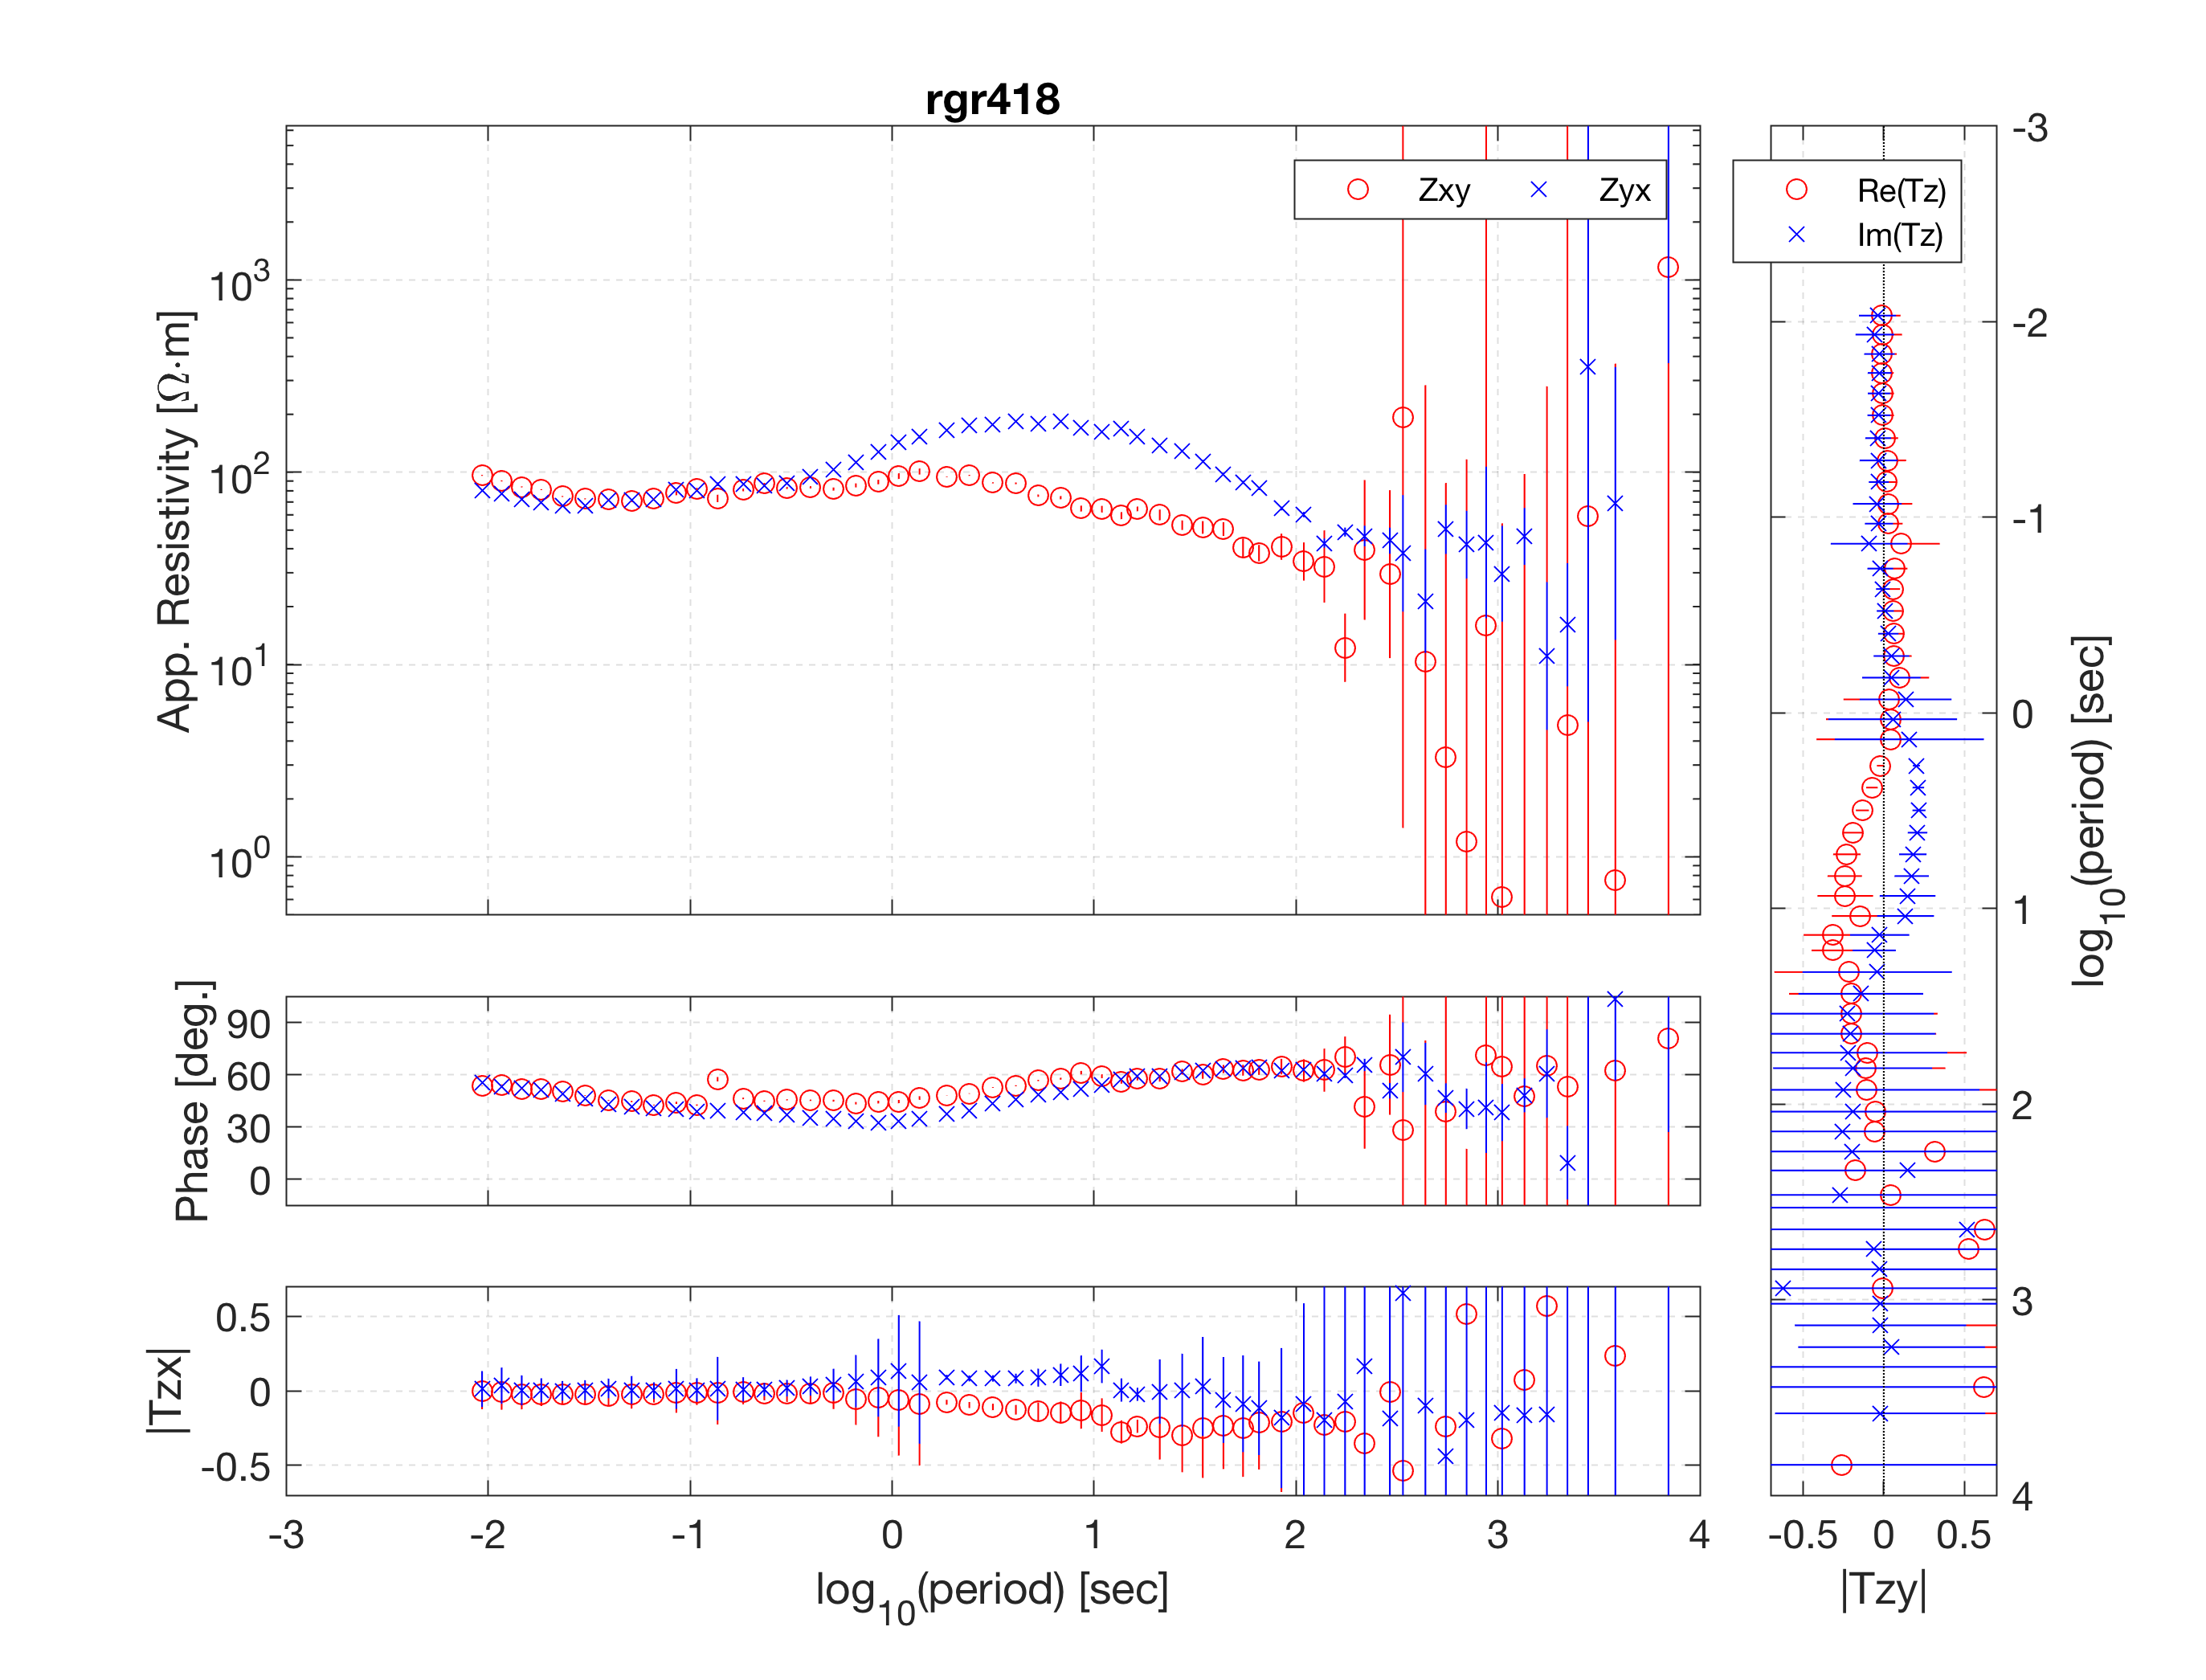 rgr418
Zxy Zyx
Re(Tz)
Im(Tz)
App. Resistivity [Ω·m]
10^3
10^2
10^1
10^0
Phase [deg.]
90
60
30
0
|Tzx|
0.5
0
-0.5
-3 -2 -1 0 1 2 3 4
log10(period) [sec]
-3
-2
-1
0
1
2
3
4
log10(period) [sec]
-0.5 0 0.5
|Tzy|